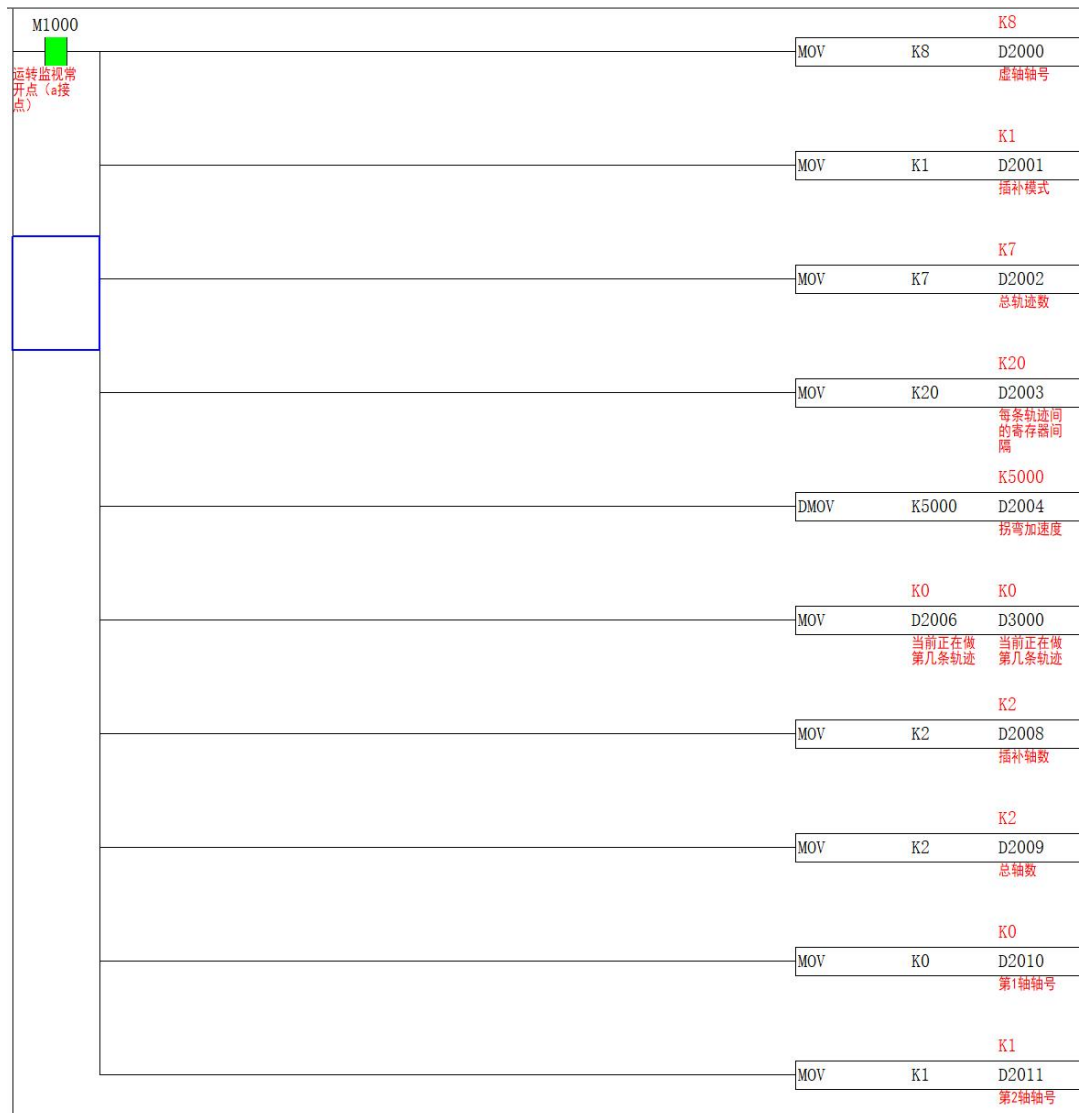 M1000
运转监视常
开点（a接
点）
K8
MOV K8 D2000
虚轴轴号
K1
MOV K1 D2001
插补模式
K7
MOV K7 D2002
总轨迹数
K20
MOV K20 D2003
每条轨迹间
的寄存器间
隔
K5000
DMOV K5000 D2004
拐弯加速度
K0 K0
MOV D2006 D3000
当前正在做 当前正在做
第几条轨迹 第几条轨迹
K2
MOV K2 D2008
插补轴数
K2
MOV K2 D2009
总轴数
K0
MOV K0 D2010
第1轴轴号
K1
MOV K1 D2011
第2轴轴号